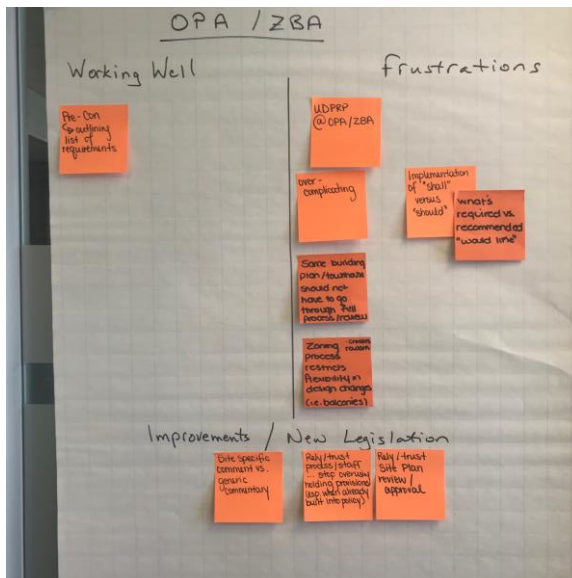 OPA / ZBA
Working Well
Frustrations
Pre-Con
↳ outlining
list of
requirements
UDPRP
@OPA/ZBA
over-
complicating
Implementation
of "shall"
versus
"should"
what's
required vs.
recommended
"would like"
Same building
plan/townhouse
should not
have to go
through full
process/review
Zoning
process
restricts
flexibility in
design changes
(i.e. balconies)
Improvements / New Legislation
Site Specific
comment vs.
generic
commentary
Rely/trust
process/staff
... stop overusing
holding provisions
(esp. when already
built into policy)
Rely/trust
Site Plan
review/
approval